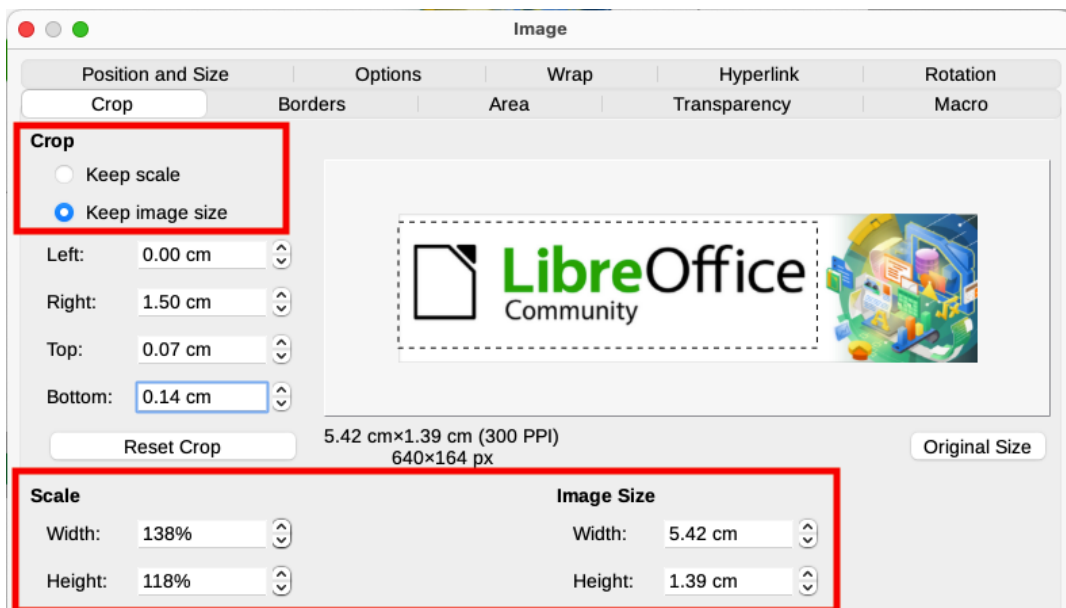 Image
Position and Size Options Wrap Hyperlink Rotation
Crop Borders Area Transparency Macro
Crop
Keep scale
Keep image size
Left: 0.00 cm
Right: 1.50 cm
Top: 0.07 cm
Bottom: 0.14 cm
LibreOffice
Community
Reset Crop
5.42 cm×1.39 cm (300 PPI)
640×164 px
Original Size
Scale
Width: 138%
Height: 118%
Image Size
Width: 5.42 cm
Height: 1.39 cm